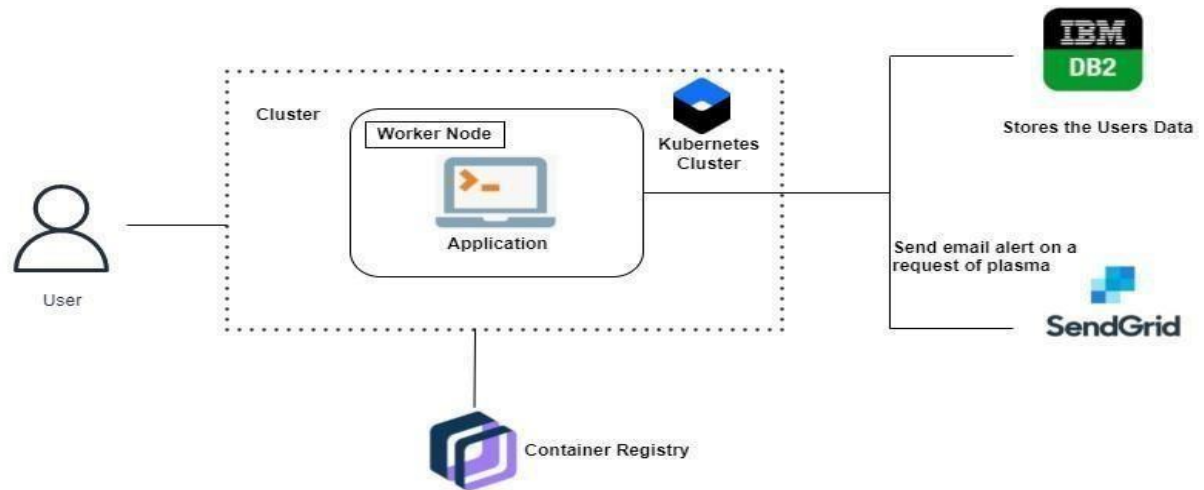 IBM
DB2
Stores the Users Data
Cluster
Worker Node
Kubernetes
Cluster
Application
User
Send email alert on a
request of plasma
SendGrid
Container Registry